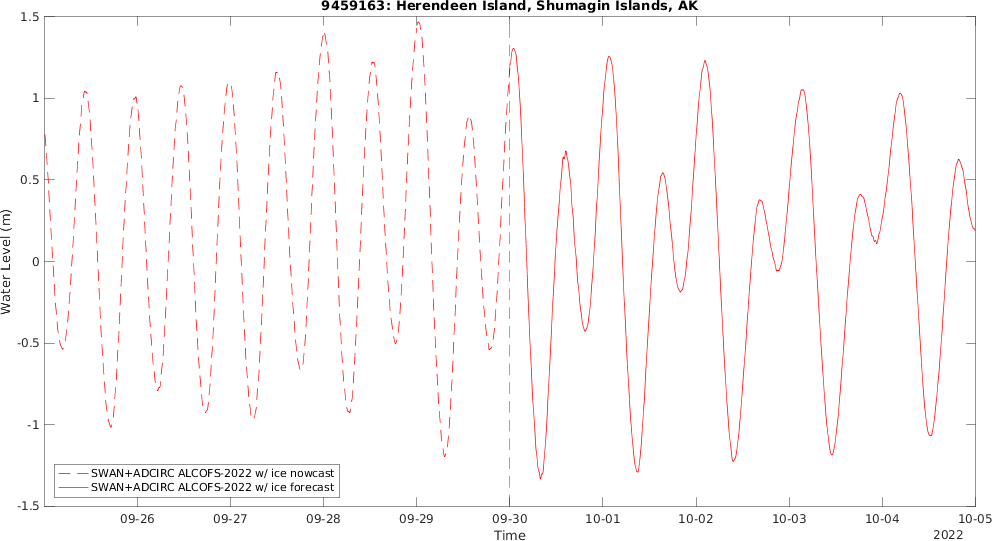 9459163: Herendeen Island, Shumagin Islands, AK
1.5
1
0.5
0
-0.5
-1
-1.5
Water Level (m)
SWAN+ADCIRC ALCOFS-2022 w/ ice nowcast
SWAN+ADCIRC ALCOFS-2022 w/ ice forecast
09-26 09-27 09-28 09-29 09-30 10-01 10-02 10-03 10-04 10-05
Time
2022